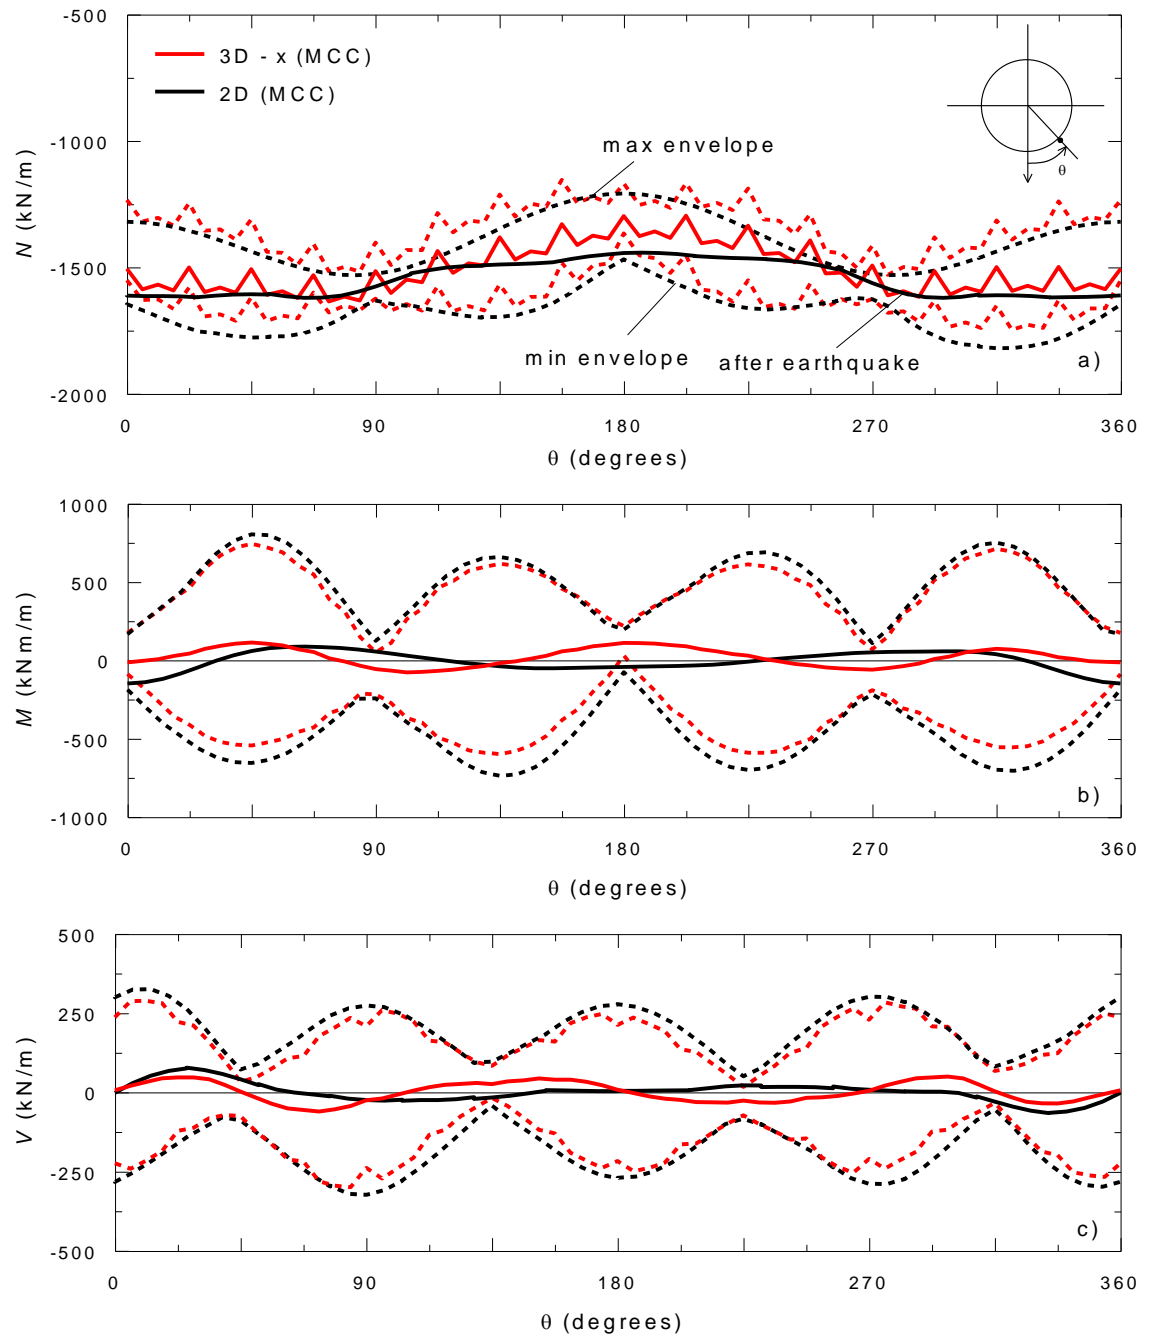 -500
3D - x (MCC)
2D (MCC)
max envelope
θ
-1000
N (kN/m)
-1500
min envelope
after earthquake
a)
-2000
0 90 180 270 360
θ (degrees)
1000
500
M (kNm/m)
0
-500
b)
-1000
0 90 180 270 360
θ (degrees)
500
250
V (kN/m)
0
-250
c)
-500
0 90 180 270 360
θ (degrees)